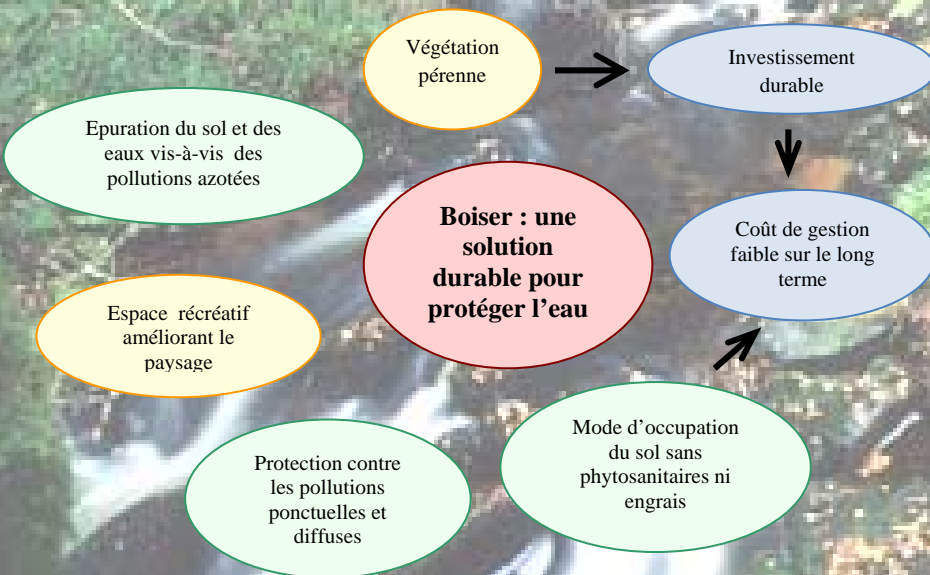 Végétation
pérenne
Investissement
durable
Epuration du sol et des
eaux vis-à-vis des
pollutions azotées
Boiser : une
solution
durable pour
protéger l’eau
Coût de gestion
faible sur le long
terme
Espace récréatif
améliorant le
paysage
Mode d’occupation
du sol sans
phytosanitaires ni
engrais
Protection contre
les pollutions
ponctuelles et
diffuses